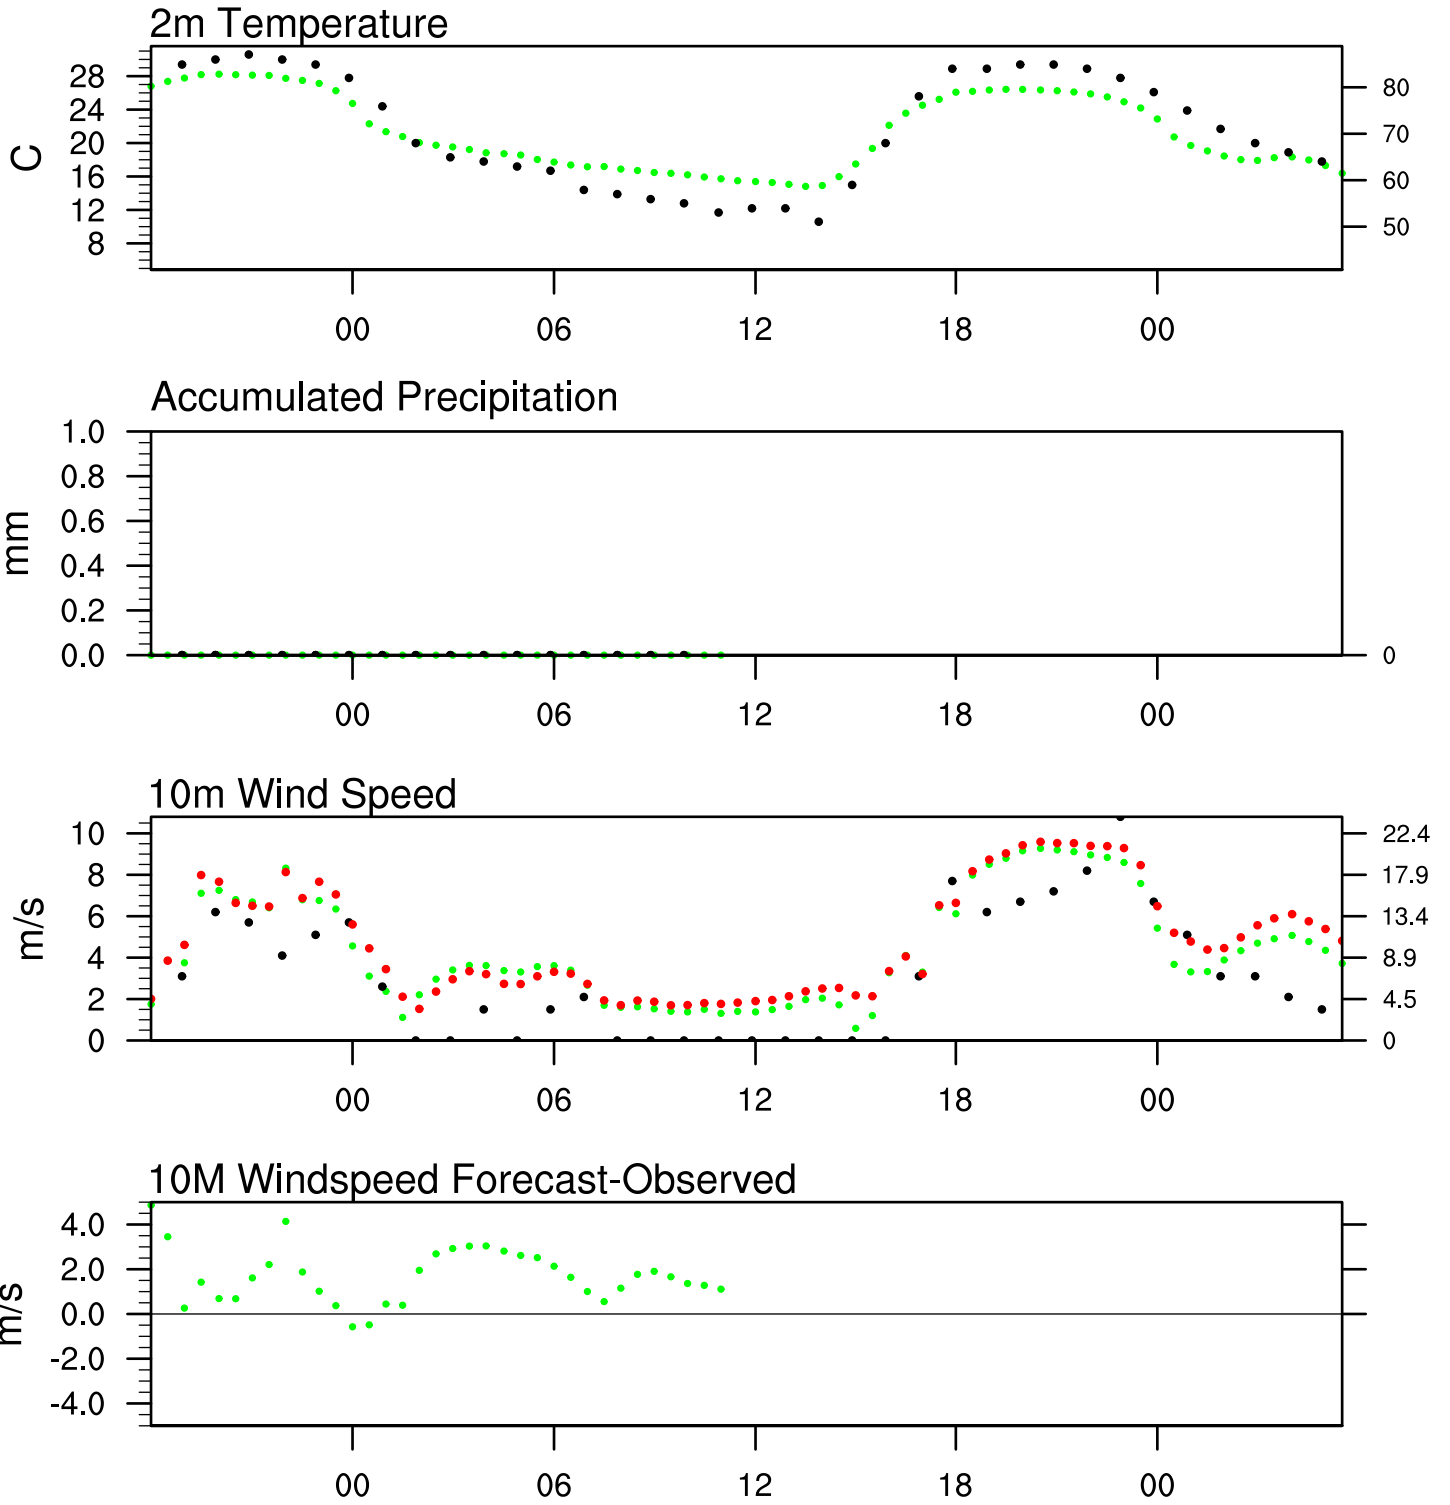 2m Temperature
C
28
24
20
16
12
8
80
70
60
50
00 06 12 18 00
Accumulated Precipitation
mm
1.0
0.8
0.6
0.4
0.2
0.0
0
00 06 12 18 00
10m Wind Speed
m/s
10
8
6
4
2
0
22.4
17.9
13.4
8.9
4.5
0
00 06 12 18 00
10M Windspeed Forecast-Observed
m/s
4.0
2.0
0.0
-2.0
-4.0
00 06 12 18 00